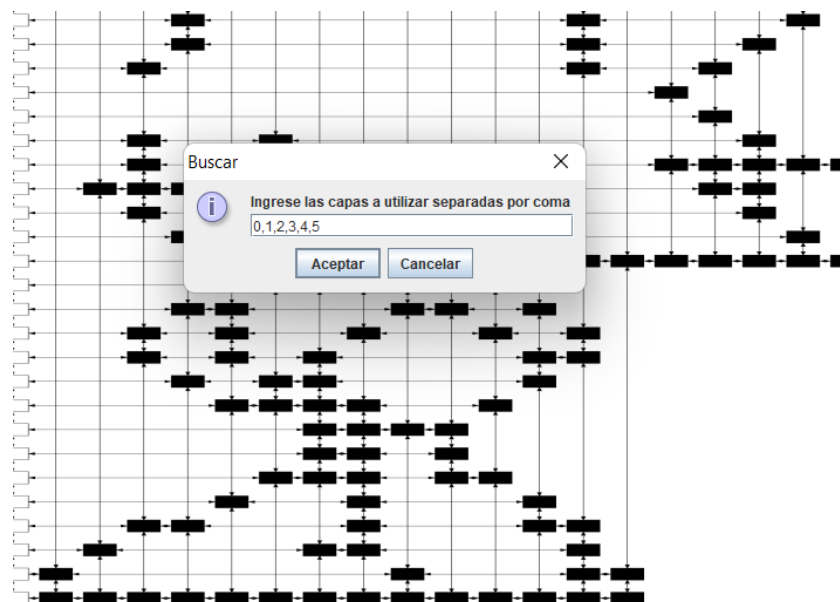 Buscar
Ingrese las capas a utilizar separadas por coma
0,1,2,3,4,5
Aceptar Cancelar